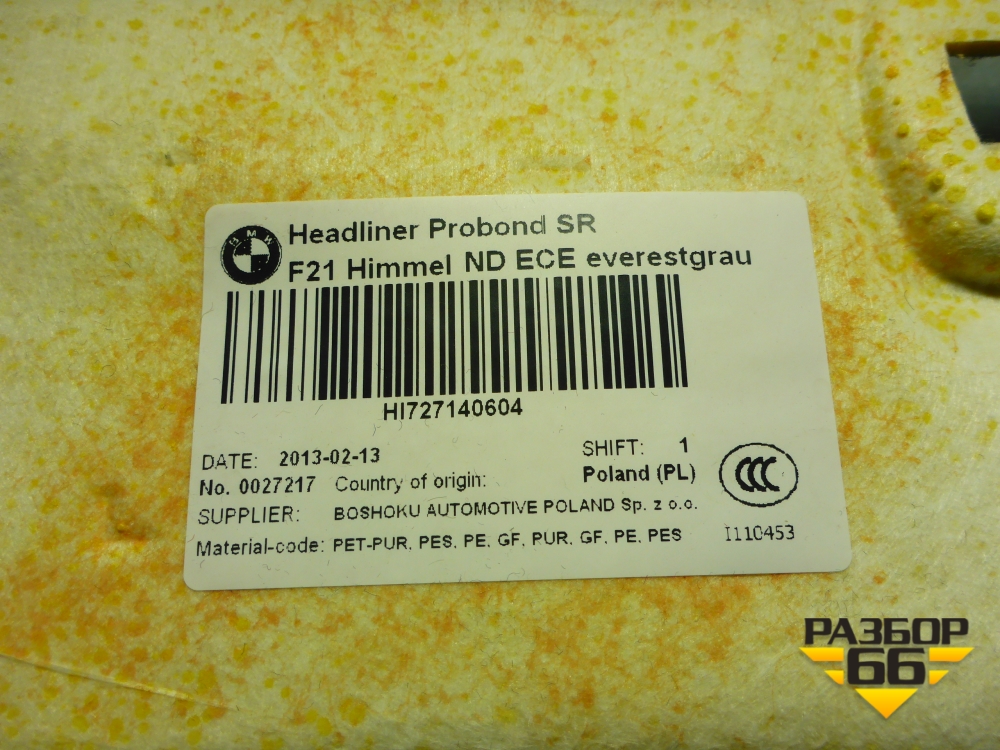 BMW
Headliner Probond SR
F21 Himmel ND ECE everestgrau
HI727140604
DATE: 2013-02-13 SHIFT: 1
No. 0027217 Country of origin: Poland (PL)
SUPPLIER: BOSHOKU AUTOMOTIVE POLAND Sp. z o.o.
Material-code: PET-PUR, PES, PE, GF, PUR, GF, PE, PES
CCC
I110453
РАЗБОР
66